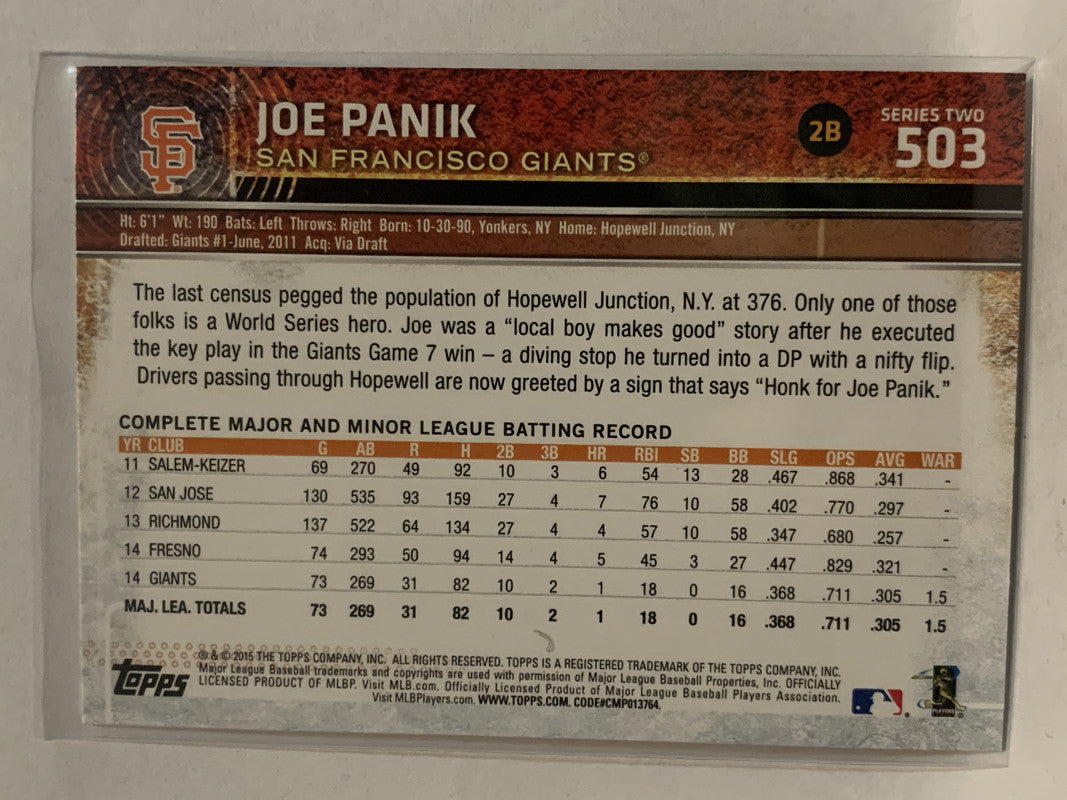 SF
JOE PANIK
SAN FRANCISCO GIANTS®
2B
SERIES TWO
503
Ht: 6'1" Wt: 190 Bats: Left Throws: Right Born: 10-30-90, Yonkers, NY Home: Hopewell Junction, NY
Drafted: Giants #1-June, 2011 Acq: Via Draft
The last census pegged the population of Hopewell Junction, N.Y. at 376. Only one of those
folks is a World Series hero. Joe was a “local boy makes good” story after he executed
the key play in the Giants Game 7 win – a diving stop he turned into a DP with a nifty flip.
Drivers passing through Hopewell are now greeted by a sign that says “Honk for Joe Panik.”
COMPLETE MAJOR AND MINOR LEAGUE BATTING RECORD
YR CLUB G AB R H 2B 3B HR RBI SB BB SLG OPS AVG WAR
11 SALEM-KEIZER 69 270 49 92 10 3 6 54 13 28 .467 .868 .341 -
12 SAN JOSE 130 535 93 159 27 4 7 76 10 58 .402 .770 .297 -
13 RICHMOND 137 522 64 134 27 4 4 57 10 58 .347 .680 .257 -
14 FRESNO 74 293 50 94 14 4 5 45 3 27 .447 .829 .321 -
14 GIANTS 73 269 31 82 10 2 1 18 0 16 .368 .711 .305 1.5
MAJ. LEA. TOTALS 73 269 31 82 10 2 1 18 0 16 .368 .711 .305 1.5
Topps
® & © 2015 THE TOPPS COMPANY, INC. ALL RIGHTS RESERVED. TOPPS IS A REGISTERED TRADEMARK OF THE TOPPS COMPANY, INC.
Major League Baseball trademarks and copyrights are used with permission of Major League Baseball Properties, Inc. OFFICIALLY
LICENSED PRODUCT OF MLBP. Visit MLB.com. Officially Licensed Product of Major League Baseball Players Association.
Visit MLBPlayers.com. WWW.TOPPS.COM. CODE#CMP013764.
PLAYERS